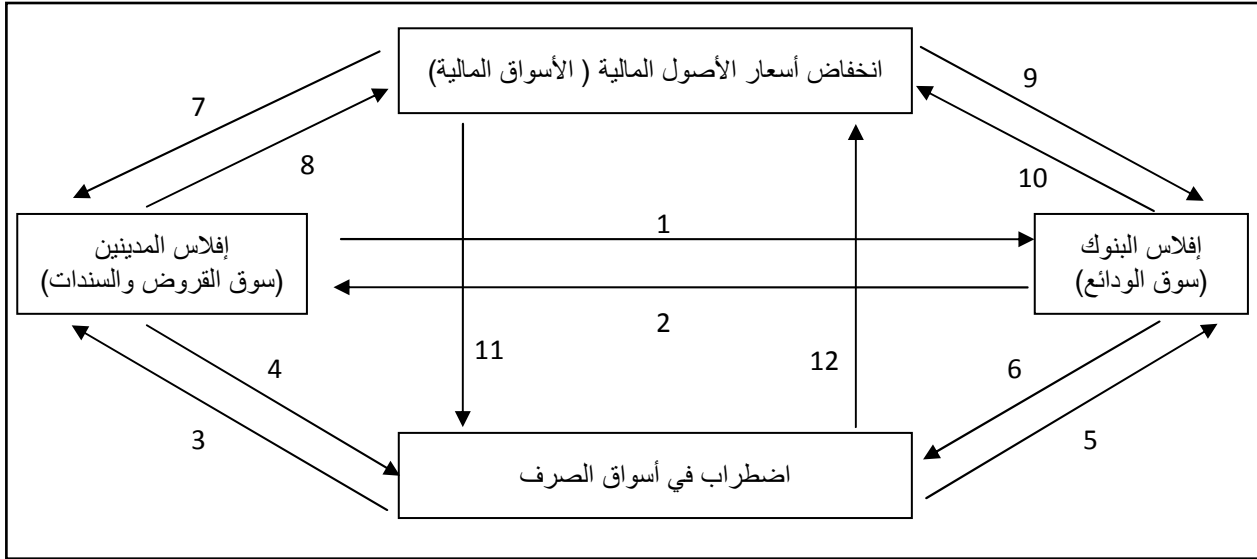 انخفاض أسعار الأصول المالية ( الأسواق المالية)
7
9
8
10
إفلاس المدينين
(سوق القروض والسندات)
1
إفلاس البنوك
(سوق الودائع)
2
11
12
4
6
3
5
اضطراب في أسواق الصرف